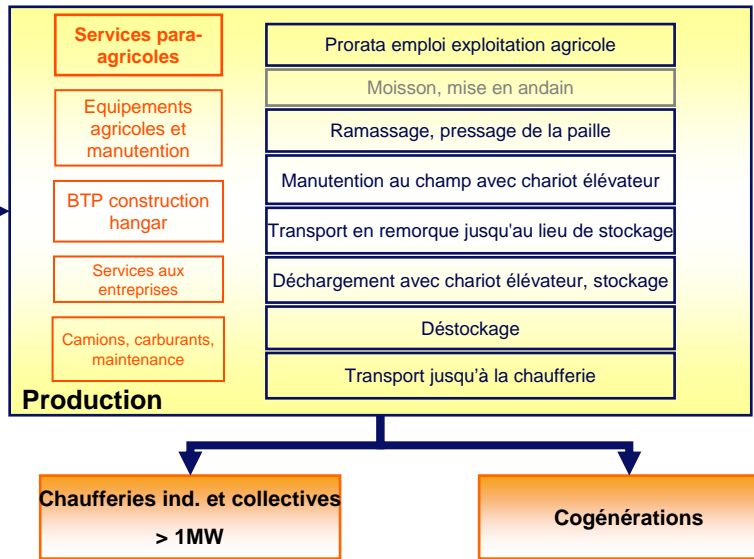 Services para-
agricoles
Equipements
agricoles et
manutention
BTP construction
hangar
Services aux
entreprises
Camions, carburants,
maintenance
Prorata emploi exploitation agricole
Moisson, mise en andain
Ramassage, pressage de la paille
Manutention au champ avec chariot élévateur
Transport en remorque jusqu'au lieu de stockage
Déchargement avec chariot élévateur, stockage
Déstockage
Transport jusqu'à la chaufferie
Production
Chaufferies ind. et collectives
> 1MW
Cogénérations